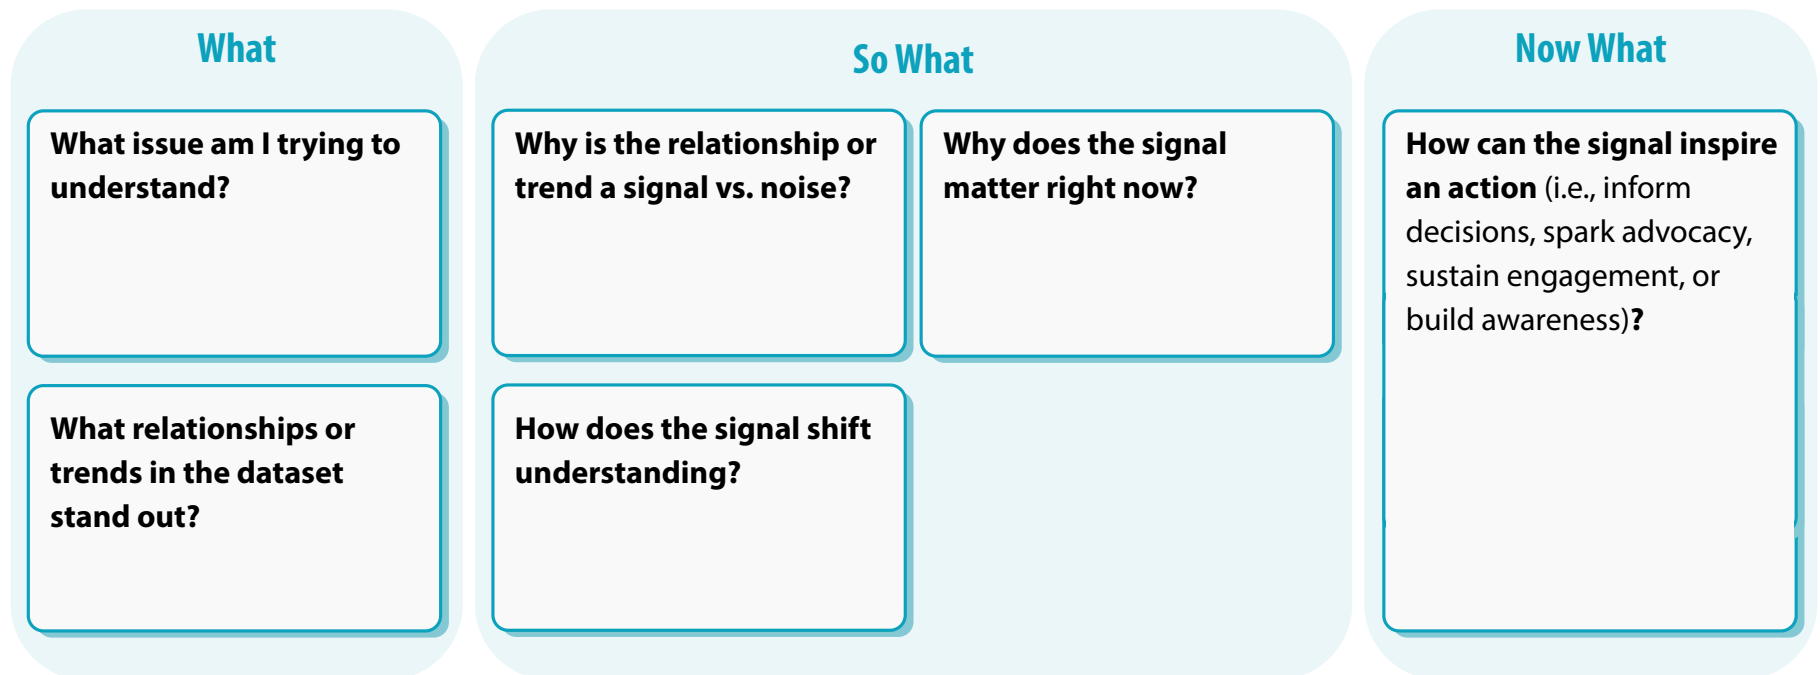 What
What issue am I trying to
understand?
What relationships or
trends in the dataset
stand out?
So What
Why is the relationship or
trend a signal vs. noise?
Why does the signal
matter right now?
How does the signal shift
understanding?
Now What
How can the signal inspire
an action (i.e., inform
decisions, spark advocacy,
sustain engagement, or
build awareness)?